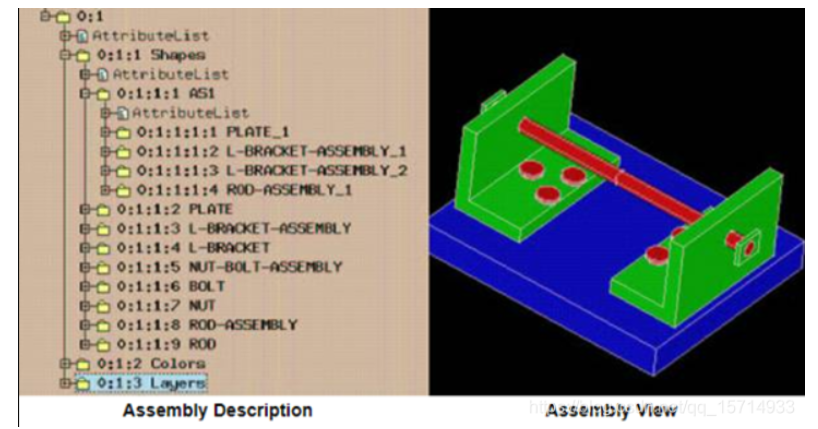 0:1
AttributeList
0:1:1 Shapes
AttributeList
0:1:1:1 AS1
AttributeList
0:1:1:1:1 PLATE_1
0:1:1:1:2 L-BRACKET-ASSEMBLY_1
0:1:1:1:3 L-BRACKET-ASSEMBLY_2
0:1:1:1:4 ROD-ASSEMBLY_1
0:1:1:2 PLATE
0:1:1:3 L-BRACKET-ASSEMBLY
0:1:1:4 L-BRACKET
0:1:1:5 NUT-BOLT-ASSEMBLY
0:1:1:6 BOLT
0:1:1:7 NUT
0:1:1:8 ROD-ASSEMBLY
0:1:1:9 ROD
0:1:2 Colors
0:1:3 Layers
Assembly Description
Assembly View